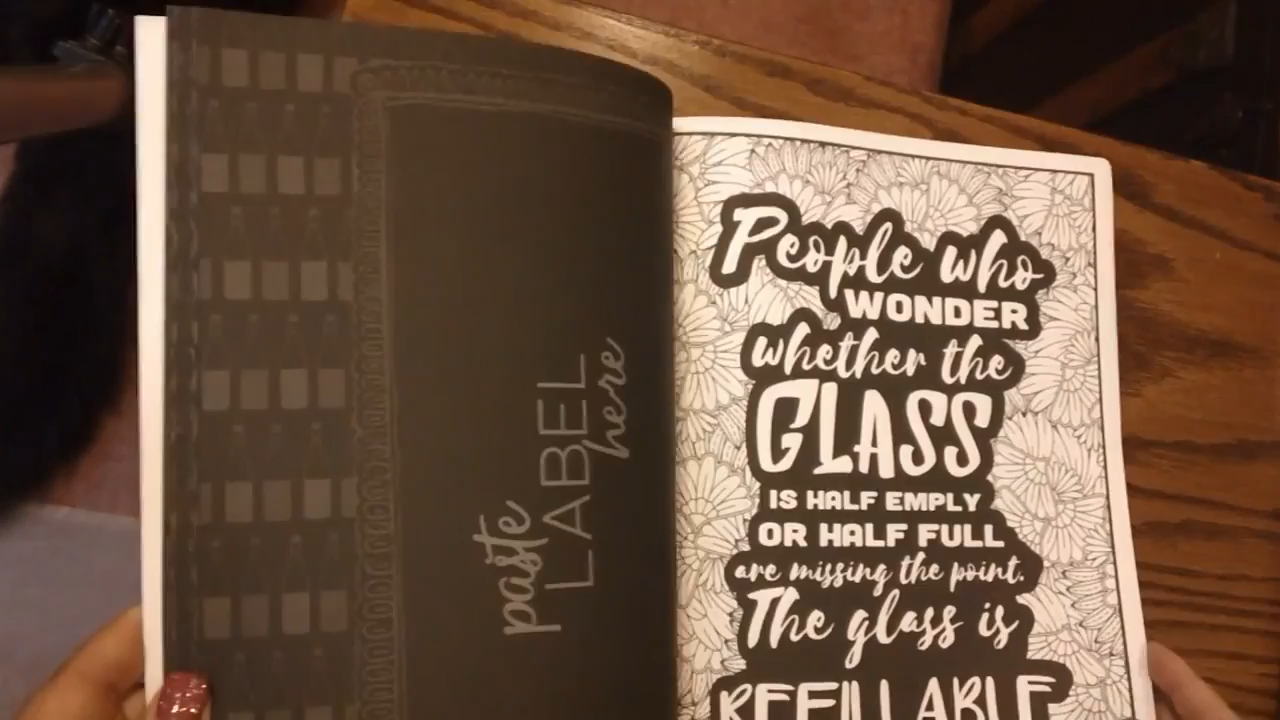 paste
LABEL
here
People who
WONDER
whether the
GLASS
IS HALF EMPLY
OR HALF FULL
are missing the point.
The glass is
REFILLABLE